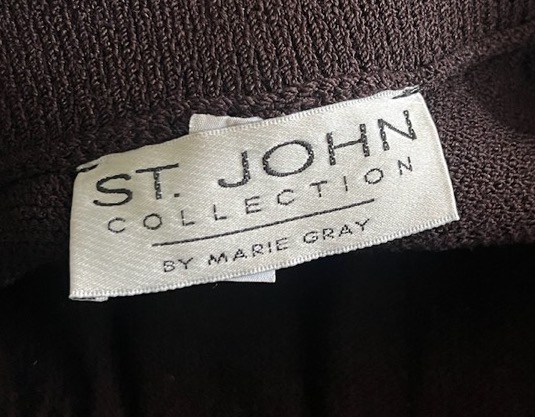 ST. JOHN
COLLECTION
BY MARIE GRAY